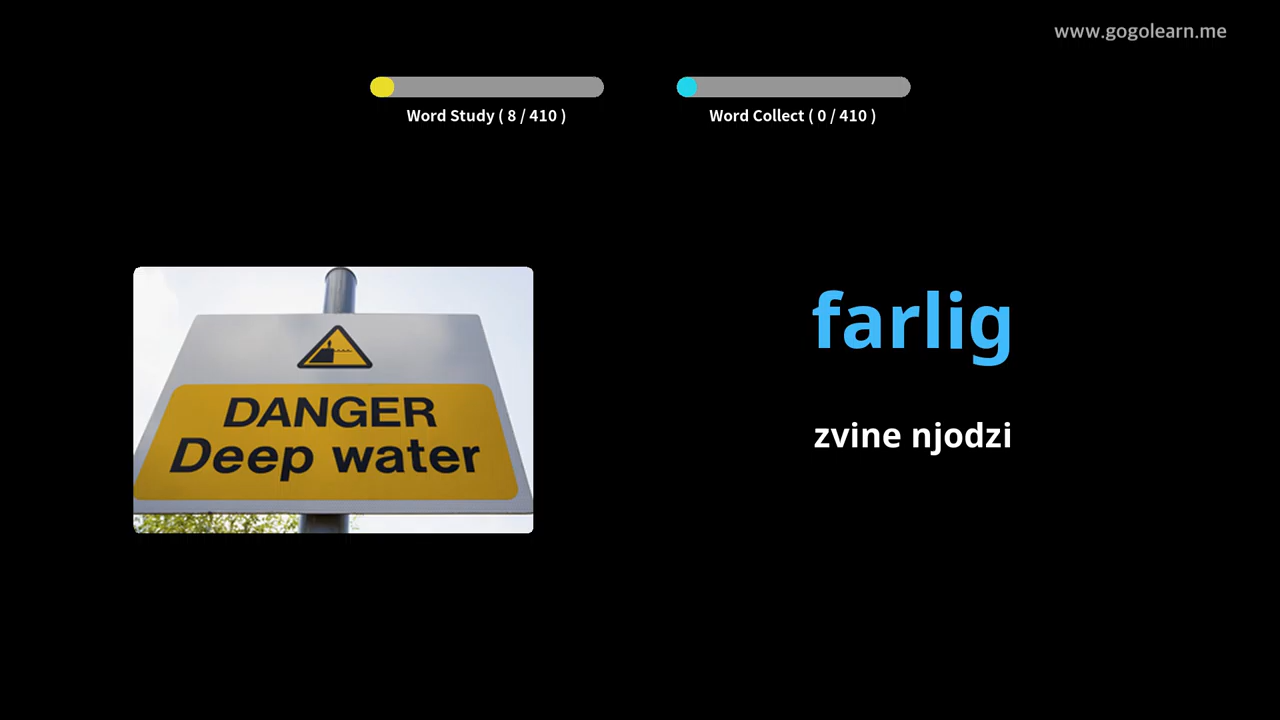 www.gogolearn.me
Word Study ( 8 / 410 )
Word Collect ( 0 / 410 )
DANGER
Deep water
farlig
zvine njodzi